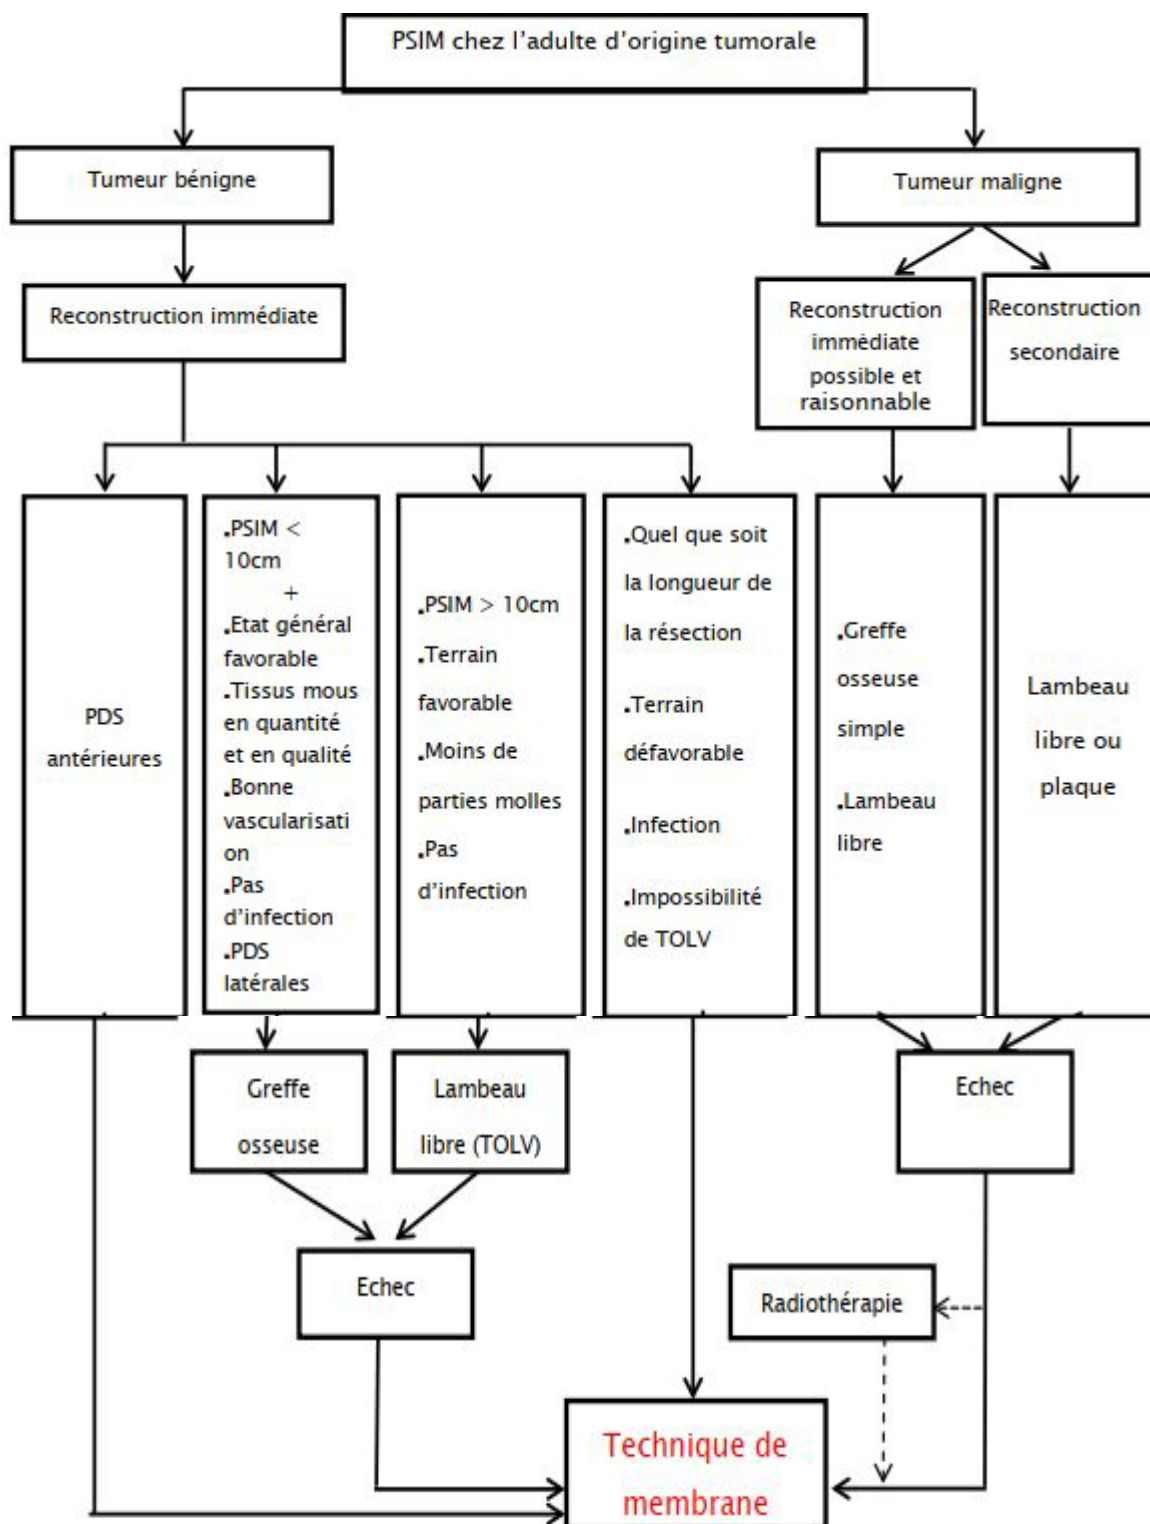 PSIM chez l'adulte d'origine tumorale
Tumeur bénigne
Tumeur maligne
Reconstruction immédiate
Reconstruction
immédiate
possible et
raisonnable
Reconstruction
secondaire
PDS
antérieures
.PSIM <
10cm
+
.Etat général
favorable
.Tissus mous
en quantité
et en qualité
.Bonne
vascularisati
on
.Pas
d'infection
.PDS
latérales
.PSIM > 10cm
.Terrain
favorable
.Moins de
parties molles
.Pas
d'infection
.Quel que soit
la longueur de
la résection
.Terrain
défavorable
.Infection
.Impossibilité
de TOLV
.Greffe
osseuse
simple
.Lambeau
libre
Lambeau
libre ou
plaque
Greffe
osseuse
Lambeau
libre (TOLV)
Echec
Echec
Radiothérapie
Technique de
membrane